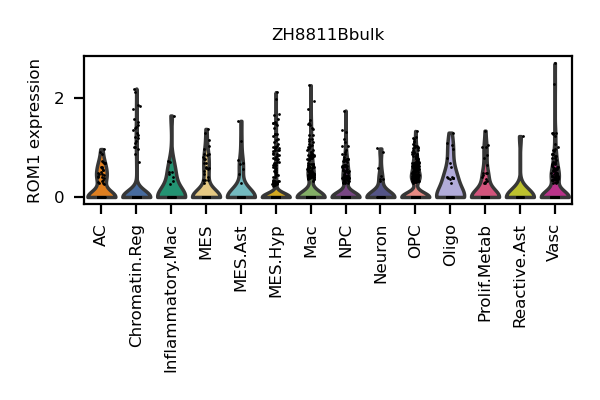 ZH8811Bbulk
ROM1 expression
2
0
AC
Chromatin.Reg
Inflammatory.Mac
MES
MES.Ast
MES.Hyp
Mac
NPC
Neuron
OPC
Oligo
Prolif.Metab
Reactive.Ast
Vasc